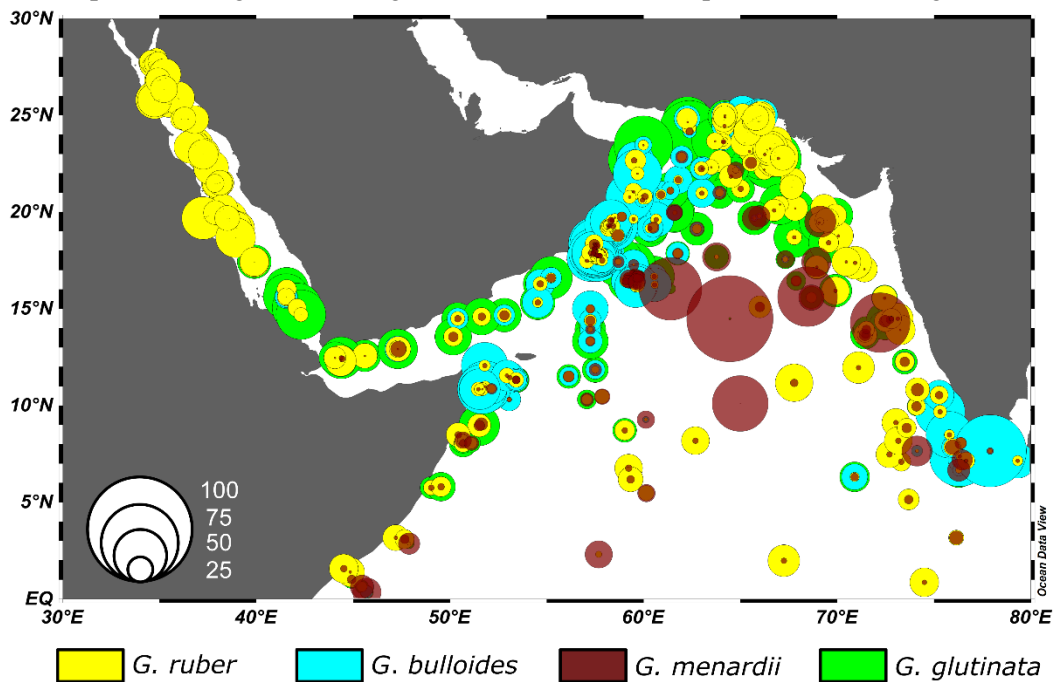 30°N
25°N
20°N
15°N
10°N
5°N
EQ
100
75
50
25
Ocean Data View
30°E 40°E 50°E 60°E 70°E 80°E
G. ruber G. bulloides G. menardii G. glutinata